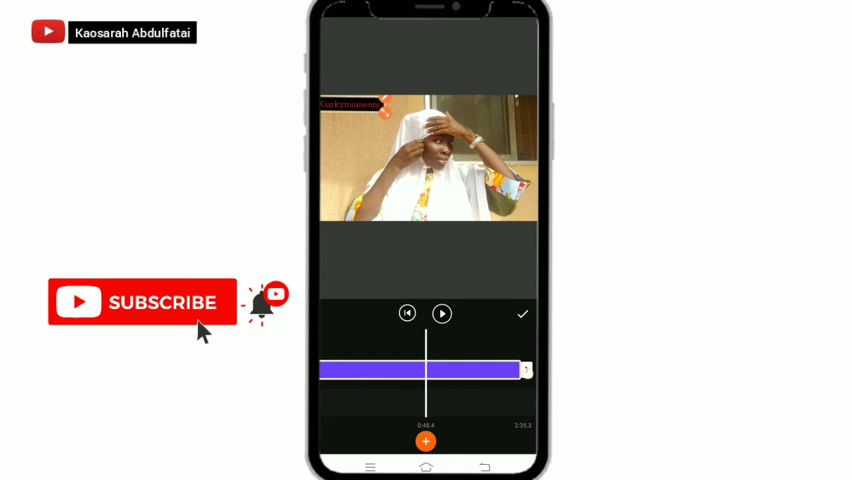 Kaosarah Abdulfatai
Kiazkymoments
SUBSCRIBE
0:48.4
2:35.3